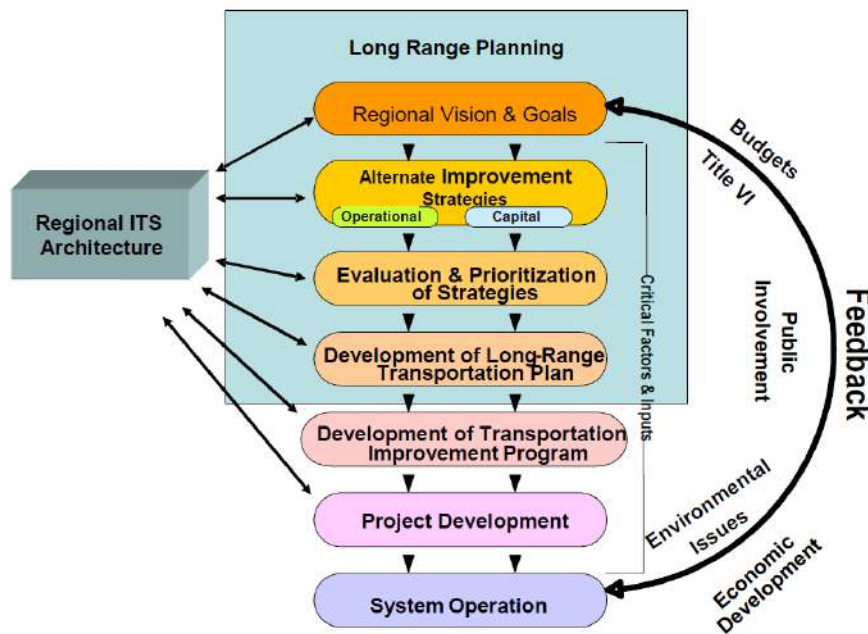 Long Range Planning
Regional Vision & Goals
Alternate Improvement
Strategies
Operational
Capital
Evaluation & Prioritization
of Strategies
Development of Long-Range
Transportation Plan
Development of Transportation
Improvement Program
Project Development
System Operation
Regional ITS
Architecture
Critical Factors & Inputs
Budgets
Title VI
Public
Involvement
Environmental
Issues
Economic
Development
Feedback